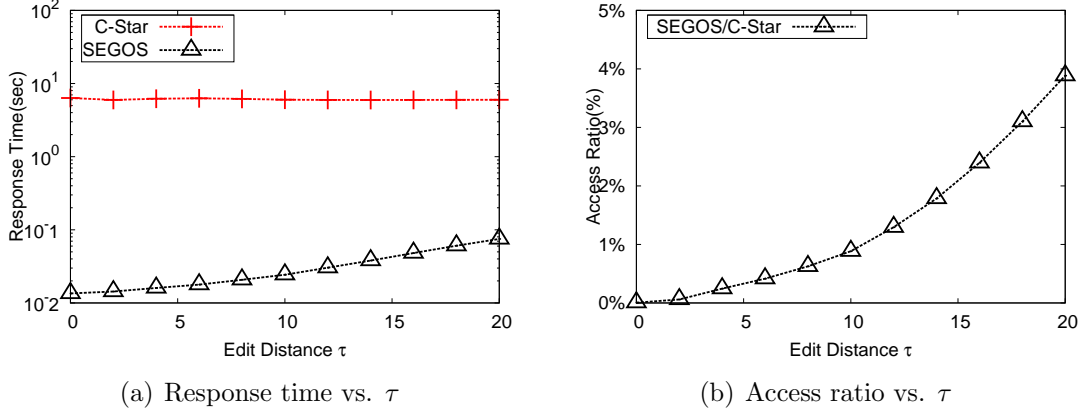 10^2
10^1
10^0
10^-1
10^-2
Response Time(sec)
C-Star
SEGOS
0 5 10 15 20
Edit Distance τ
(a) Response time vs. τ
5%
4%
3%
2%
1%
0%
Access Ratio(%)
SEGOS/C-Star
0 5 10 15 20
Edit Distance τ
(b) Access ratio vs. τ